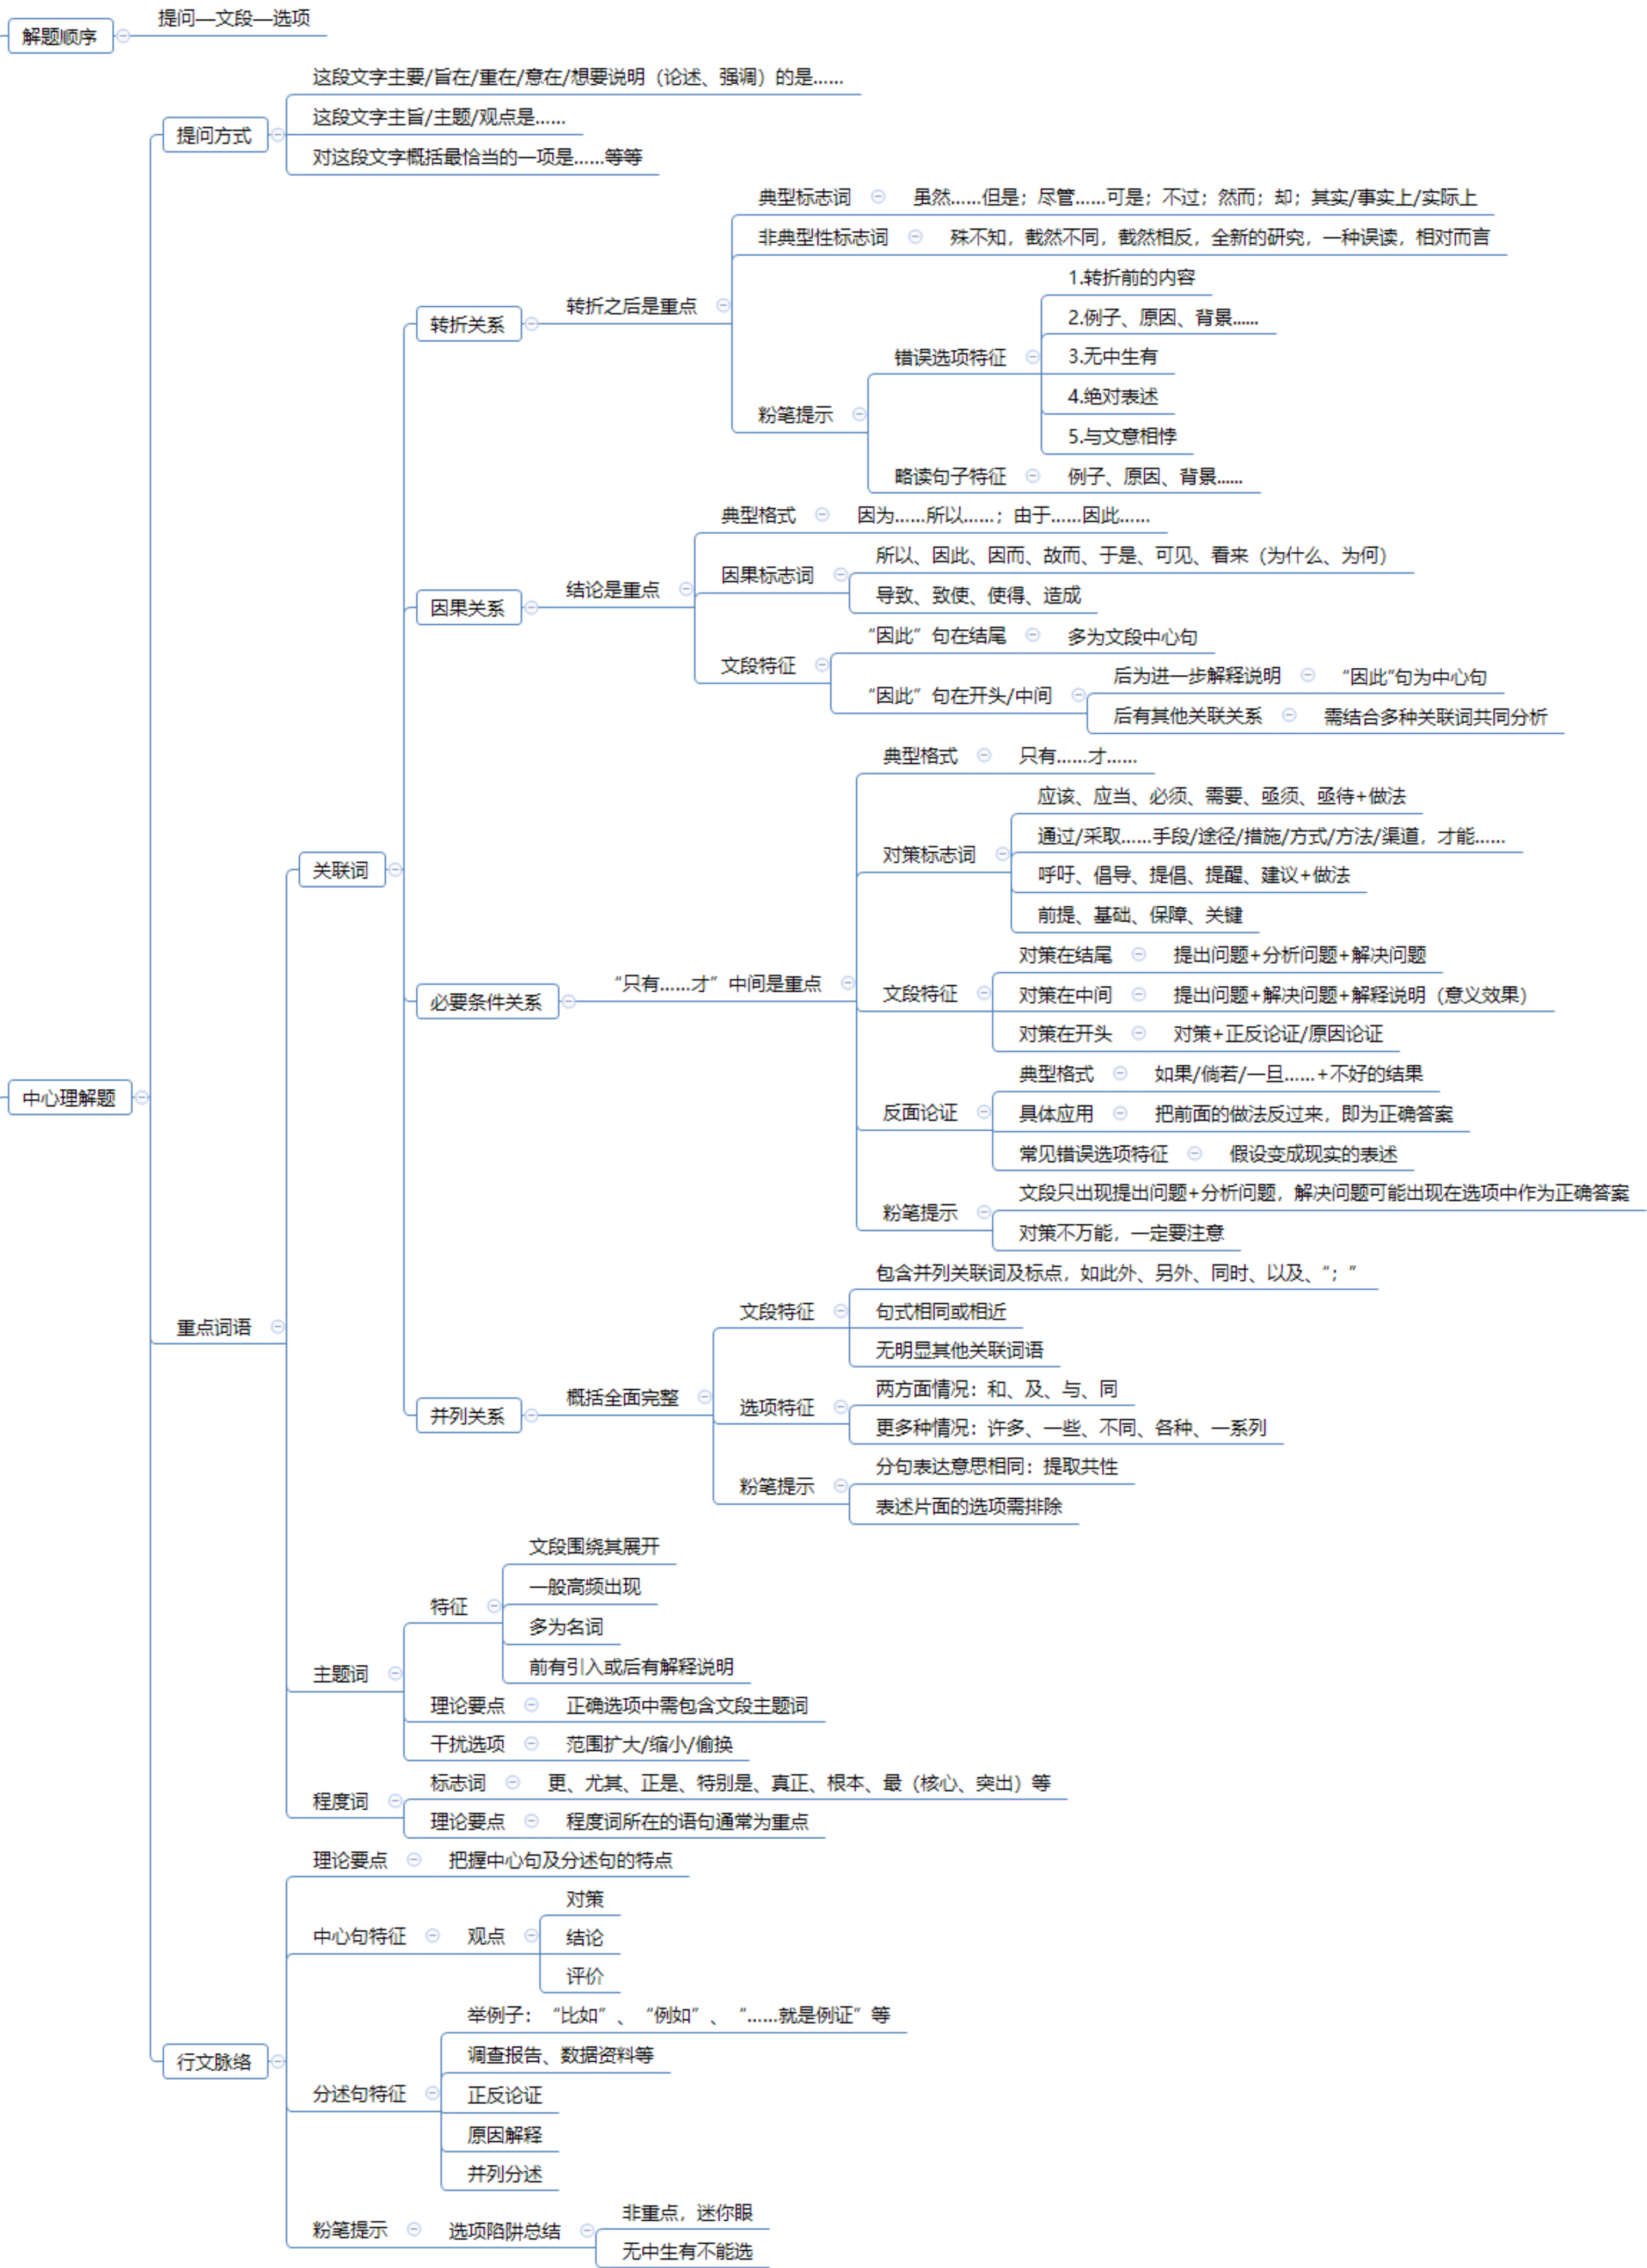 提问—文段—选项
解题顺序
这段文字主要/旨在/重在/意在/想要说明（论述、强调）的是......
这段文字主旨/主题/观点是......
提问方式
对这段文字概括最恰当的一项是......等等
典型标志词 虽然......但是；尽管......可是；不过；然而；却；其实/事实上/实际上
非典型性标志词 殊不知，截然不同，截然相反，全新的研究，一种误读，相对而言
转折关系 转折之后是重点
1.转折前的内容
2.例子、原因、背景......
错误选项特征 3.无中生有
4.绝对表述
粉笔提示
5.与文意相悖
略读句子特征 例子、原因、背景......
典型格式 因为......所以......；由于......因此......
所以、因此、因而、故而、于是、可见、看来（为什么、为何）
因果标志词
导致、致使、使得、造成
因果关系 结论是重点
“因此”句在结尾 多为文段中心句
文段特征
后为进一步解释说明 “因此”句为中心句
“因此”句在开头/中间
后有其他关联关系 需结合多种关联词共同分析
典型格式 只有......才......
应该、应当、必须、需要、亟须、亟待+做法
通过/采取......手段/途径/措施/方式/方法/渠道，才能......
对策标志词
关联词
呼吁、倡导、提倡、提醒、建议+做法
前提、基础、保障、关键
对策在结尾 提出问题+分析问题+解决问题
必要条件关系 “只有......才”中间是重点
文段特征 对策在中间 提出问题+解决问题+解释说明（意义效果）
对策在开头 对策+正反论证/原因论证
典型格式 如果/倘若/一旦......+不好的结果
中心理解题
反面论证 具体应用 把前面的做法反过来，即为正确答案
常见错误选项特征 假设变成现实的表述
文段只出现提出问题+分析问题，解决问题可能出现在选项中作为正确答案
粉笔提示
对策不万能，一定要注意
包含并列关联词及标点，如此外、另外、同时、以及、“；”
文段特征 句式相同或相近
重点词语
无明显其他关联词语
并列关系 概括全面完整
两方面情况：和、及、与、同
选项特征
更多种情况：许多、一些、不同、各种、一系列
分句表达意思相同：提取共性
粉笔提示
表述片面的选项需排除
文段围绕其展开
一般高频出现
特征
多为名词
前有引入或后有解释说明
主题词
理论要点 正确选项中需包含文段主题词
干扰选项 范围扩大/缩小/偷换
标志词 更、尤其、正是、特别是、真正、根本、最（核心、突出）等
程度词
理论要点 程度词所在的语句通常为重点
理论要点 把握中心句及分述句的特点
对策
中心句特征 观点 结论
评价
举例子：“比如”、“例如”、“......就是例证”等
调查报告、数据资料等
行文脉络
分述句特征 正反论证
原因解释
并列分述
非重点，迷你眼
粉笔提示 选项陷阱总结
无中生有不能选